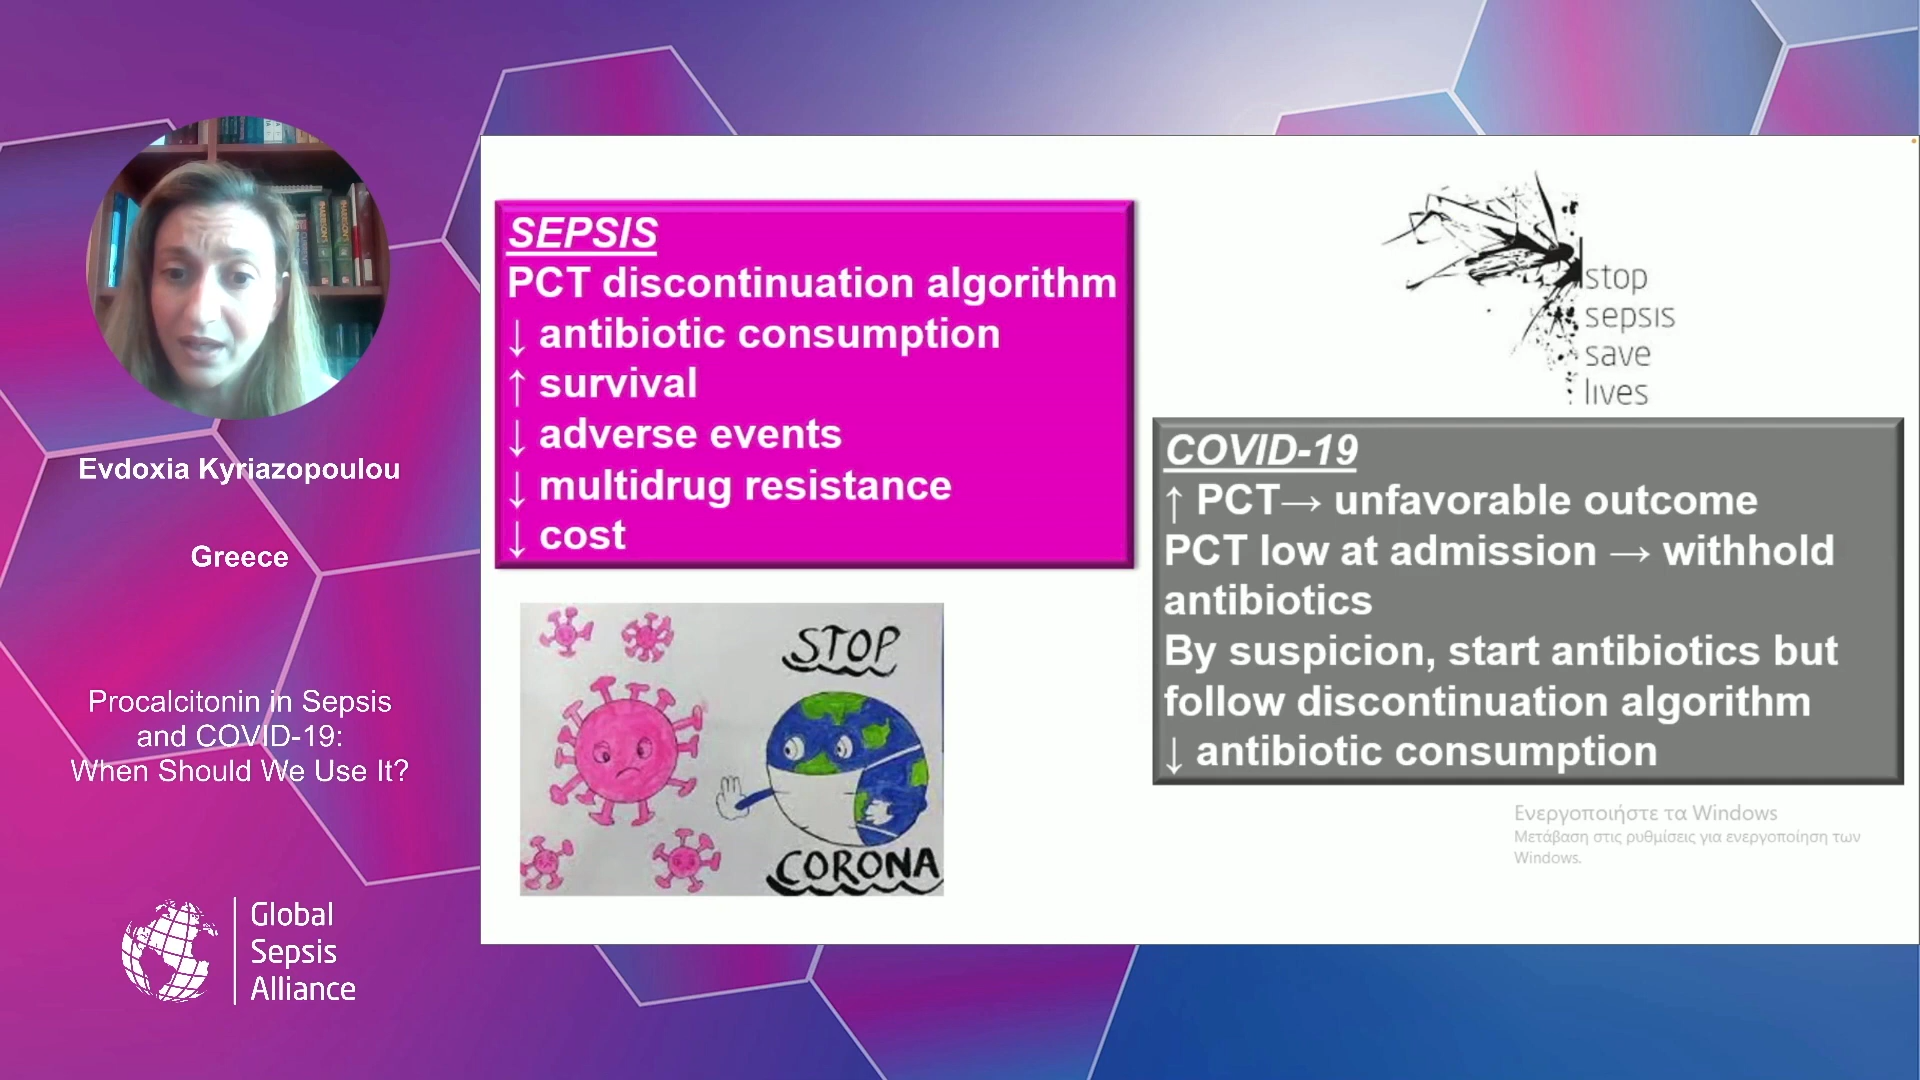 Evdoxia Kyriazopoulou
Greece
Procalcitonin in Sepsis
and COVID-19:
When Should We Use It?
Global
Sepsis
Alliance
SEPSIS
PCT discontinuation algorithm
↓ antibiotic consumption
↑ survival
↓ adverse events
↓ multidrug resistance
↓ cost
stop
sepsis
save
lives
COVID-19
↑ PCT→ unfavorable outcome
PCT low at admission → withhold
antibiotics
By suspicion, start antibiotics but
follow discontinuation algorithm
↓ antibiotic consumption
STOP
CORONA
Ενεργοποιήστε τα Windows
Μετάβαση στις ρυθμίσεις για ενεργοποίηση των
Windows.